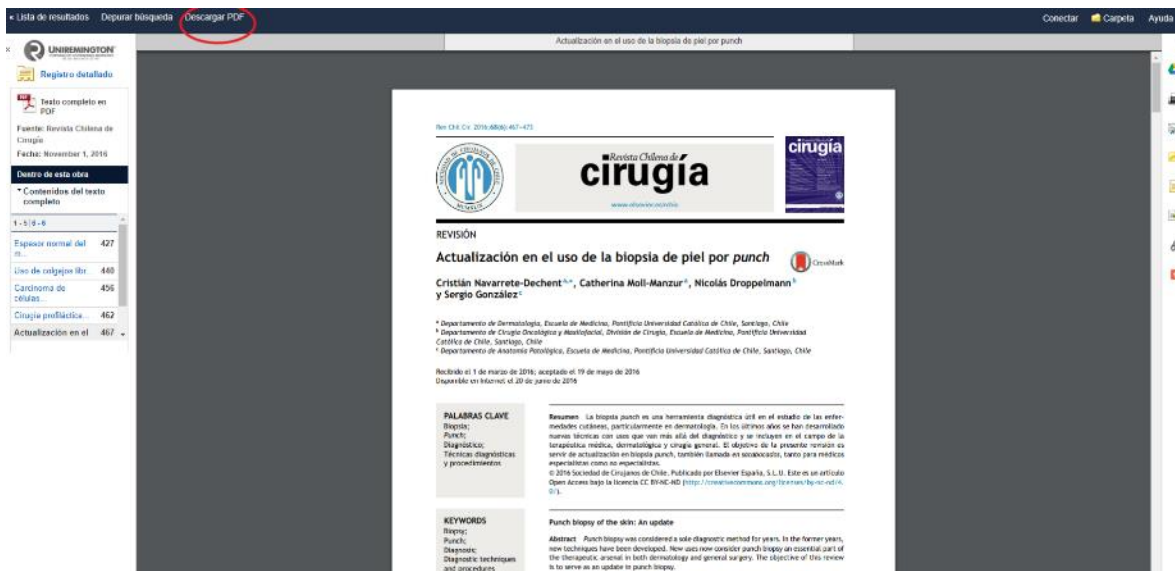 « Lista de resultados Depurar búsqueda Descargar PDF
Conectar Carpeta Ayuda
UNIREMINGTON
Registro detallado
Texto completo en
PDF
Fuente: Revista Chilena de
Cirugía
Fecha: November 1, 2016
Dentro de esta obra
Contenidos del texto
completo
1 - 5|6 - 6
Espesor normal del 427
Uso de colgajos libr... 440
Carcinoma de 456
células...
Cirugía profiláctica... 462
Actualización en el 467
Actualización en el uso de la biopsia de piel por punch
Rev Chil Cir. 2016;68(6):467-472
Revista Chilena de
cirugía
www.elsevier.es/rchic
cirugía
REVISIÓN
Actualización en el uso de la biopsia de piel por punch
CrossMark
Cristián Navarrete-Dechent a,*, Catherina Moll-Manzur a, Nicolás Droppelmann b
y Sergio González c
a Departamento de Dermatología, Escuela de Medicina, Pontificia Universidad Católica de Chile, Santiago, Chile
b Departamento de Cirugía Oncológica y Maxilofacial, División de Cirugía, Escuela de Medicina, Pontificia Universidad
Católica de Chile, Santiago, Chile
c Departamento de Anatomía Patológica, Escuela de Medicina, Pontificia Universidad Católica de Chile, Santiago, Chile
Recibido el 1 de marzo de 2016; aceptado el 19 de mayo de 2016
Disponible en Internet el 20 de junio de 2016
PALABRAS CLAVE
Biopsia;
Punch;
Diagnóstico;
Técnicas diagnósticas
y procedimientos
Resumen La biopsia punch es una herramienta diagnóstica útil en el estudio de las enfer-
medades cutáneas, particularmente en dermatología. En los últimos años se han desarrollado
nuevas técnicas con usos que van más allá del diagnóstico y se incluyen en el campo de la
terapéutica médica, dermatológica y cirugía general. El objetivo de la presente revisión es
servir de actualización en biopsia punch, también llamada en sacabocados, tanto para médicos
especialistas como no especialistas.
© 2016 Sociedad de Cirujanos de Chile. Publicado por Elsevier España, S.L.U. Este es un artículo
Open Access bajo la licencia CC BY-NC-ND (http://creativecommons.org/licenses/by-nc-nd/4.
0/).
KEYWORDS
Biopsy;
Punch;
Diagnosis;
Diagnostic techniques
and procedures
Punch biopsy of the skin: An update
Abstract Punch biopsy was considered a sole diagnostic method for years. In the former years,
new techniques have been developed. New uses now consider punch biopsy an essential part of
the therapeutic arsenal in both dermatology and general surgery. The objective of this review
is to serve as an update in punch biopsy.